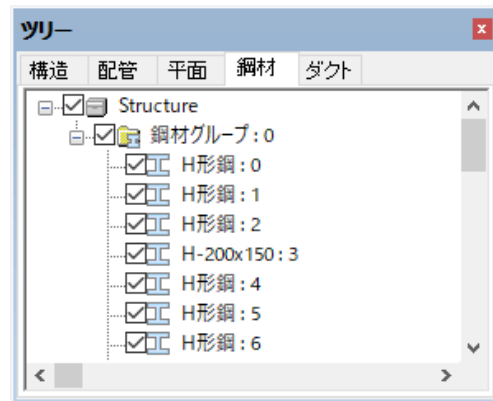 ツリー
構造 配管 平面 鋼材 ダクト
Structure
鋼材グループ : 0
H形鋼 : 0
H形鋼 : 1
H形鋼 : 2
H-200x150 : 3
H形鋼 : 4
H形鋼 : 5
H形鋼 : 6